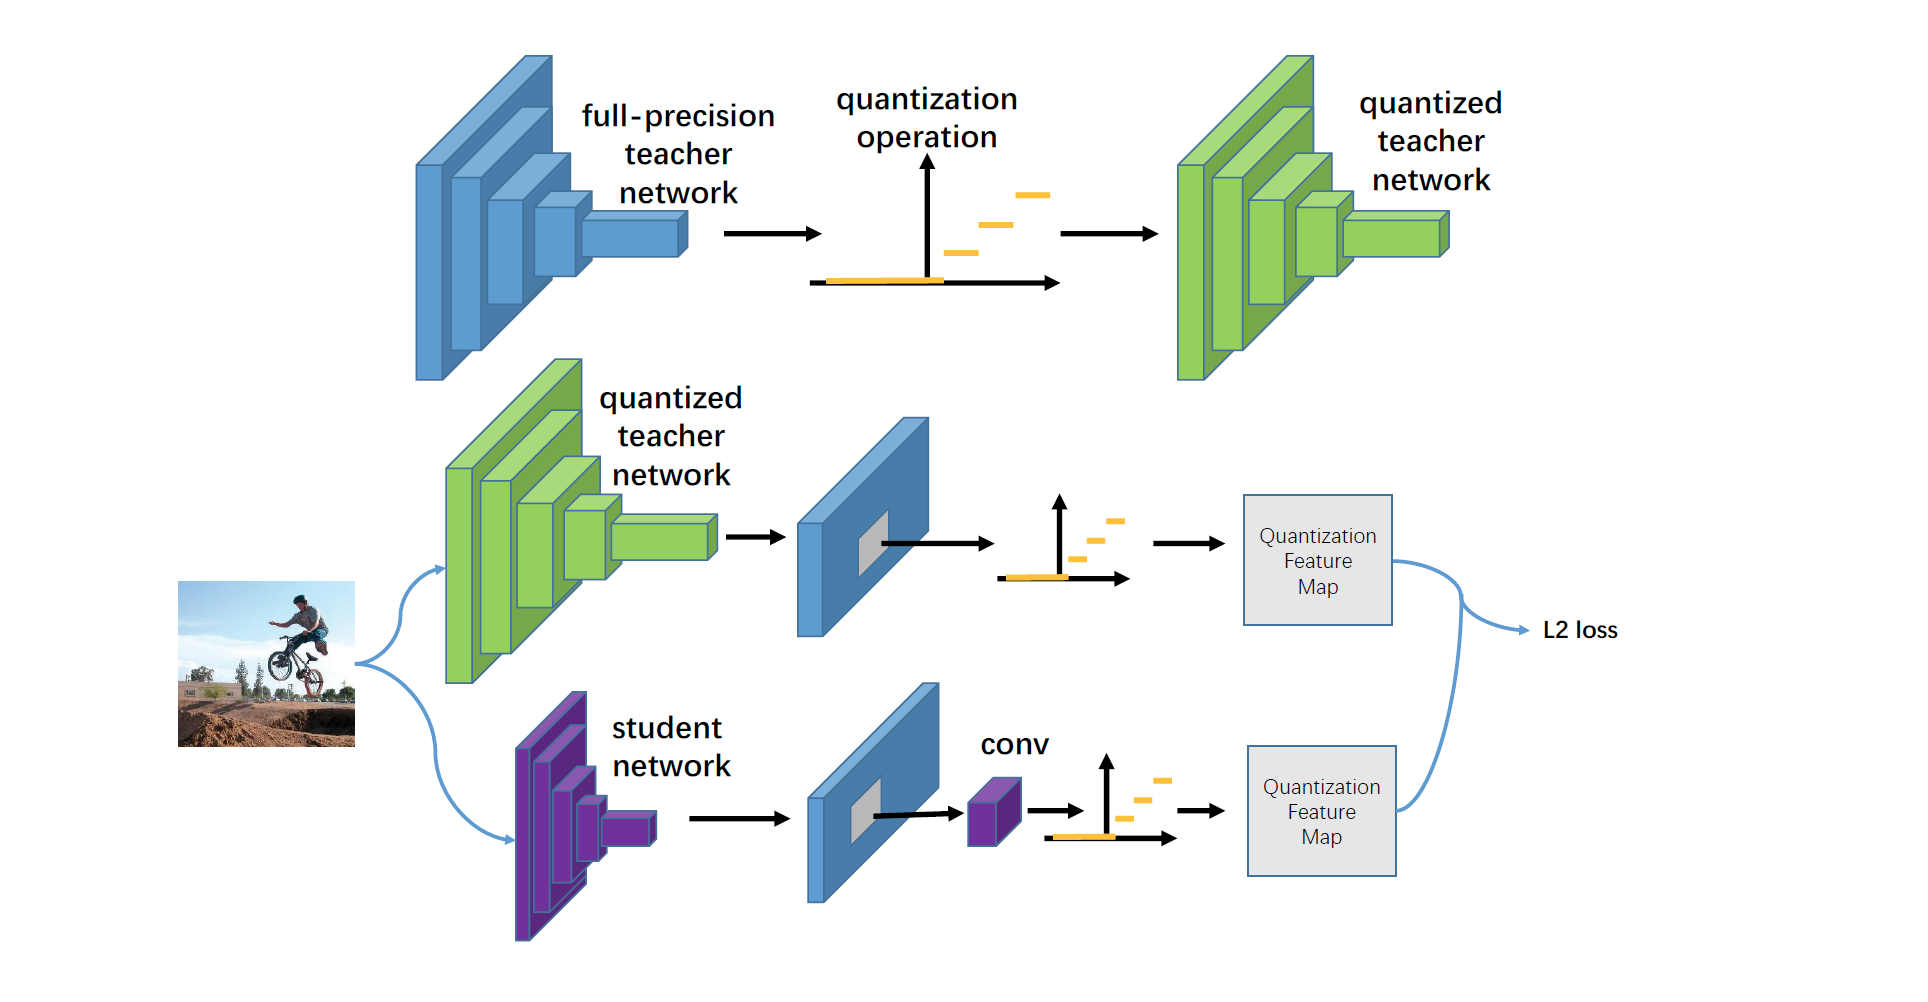 full-precision
teacher
network
quantization
operation
quantized
teacher
network
quantized
teacher
network
Quantization
Feature
Map
L2 loss
student
network
conv
Quantization
Feature
Map